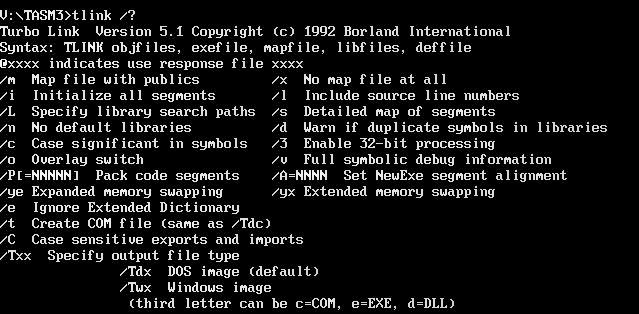 V:\TASM3>tlink /?
Turbo Link  Version 5.1 Copyright (c) 1992 Borland International
Syntax: TLINK objfiles, exefile, mapfile, libfiles, deffile
@xxxx indicates use response file xxxx
/m  Map file with publics         /x  No map file at all
/i  Initialize all segments       /l  Include source line numbers
/L  Specify library search paths  /s  Detailed map of segments
/n  No default libraries          /d  Warn if duplicate symbols in libraries
/c  Case significant in symbols   /3  Enable 32-bit processing
/o  Overlay switch                /v  Full symbolic debug information
/P[=NNNNN]  Pack code segments    /A=NNNN  Set NewExe segment alignment
/ye Expanded memory swapping      /yx Extended memory swapping
/e  Ignore Extended Dictionary
/t  Create COM file (same as /Tdc)
/C  Case sensitive exports and imports
/Txx  Specify output file type
/Tdx  DOS image (default)
/Twx  Windows image
(third letter can be c=COM, e=EXE, d=DLL)